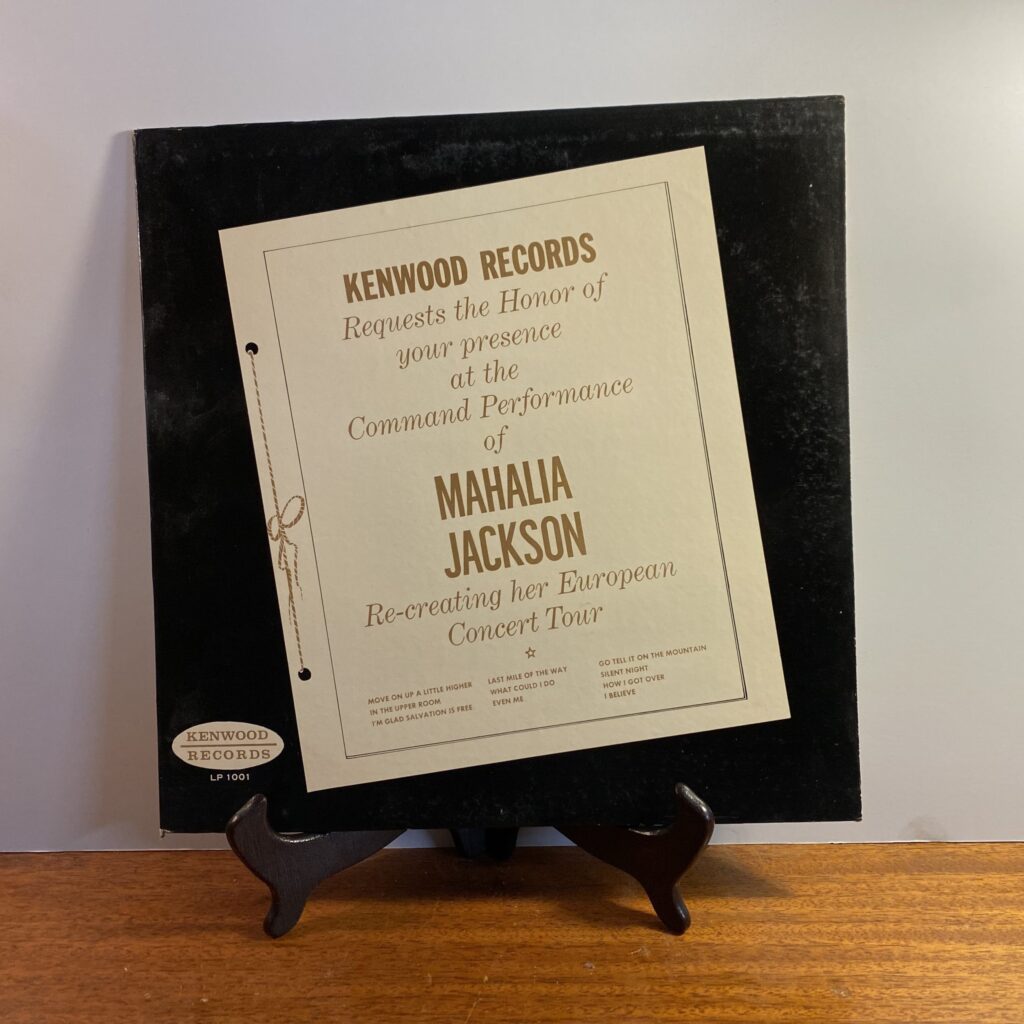 KENWOOD RECORDS
Requests the Honor of
your presence
at the
Command Performance
of
MAHALIA
JACKSON
Re-creating her European
Concert Tour
MOVE ON UP A LITTLE HIGHER
IN THE UPPER ROOM
I'M GLAD SALVATION IS FREE
LAST MILE OF THE WAY
WHAT COULD I DO
EVEN ME
GO TELL IT ON THE MOUNTAIN
SILENT NIGHT
HOW I GOT OVER
I BELIEVE
KENWOOD
RECORDS
LP 1001